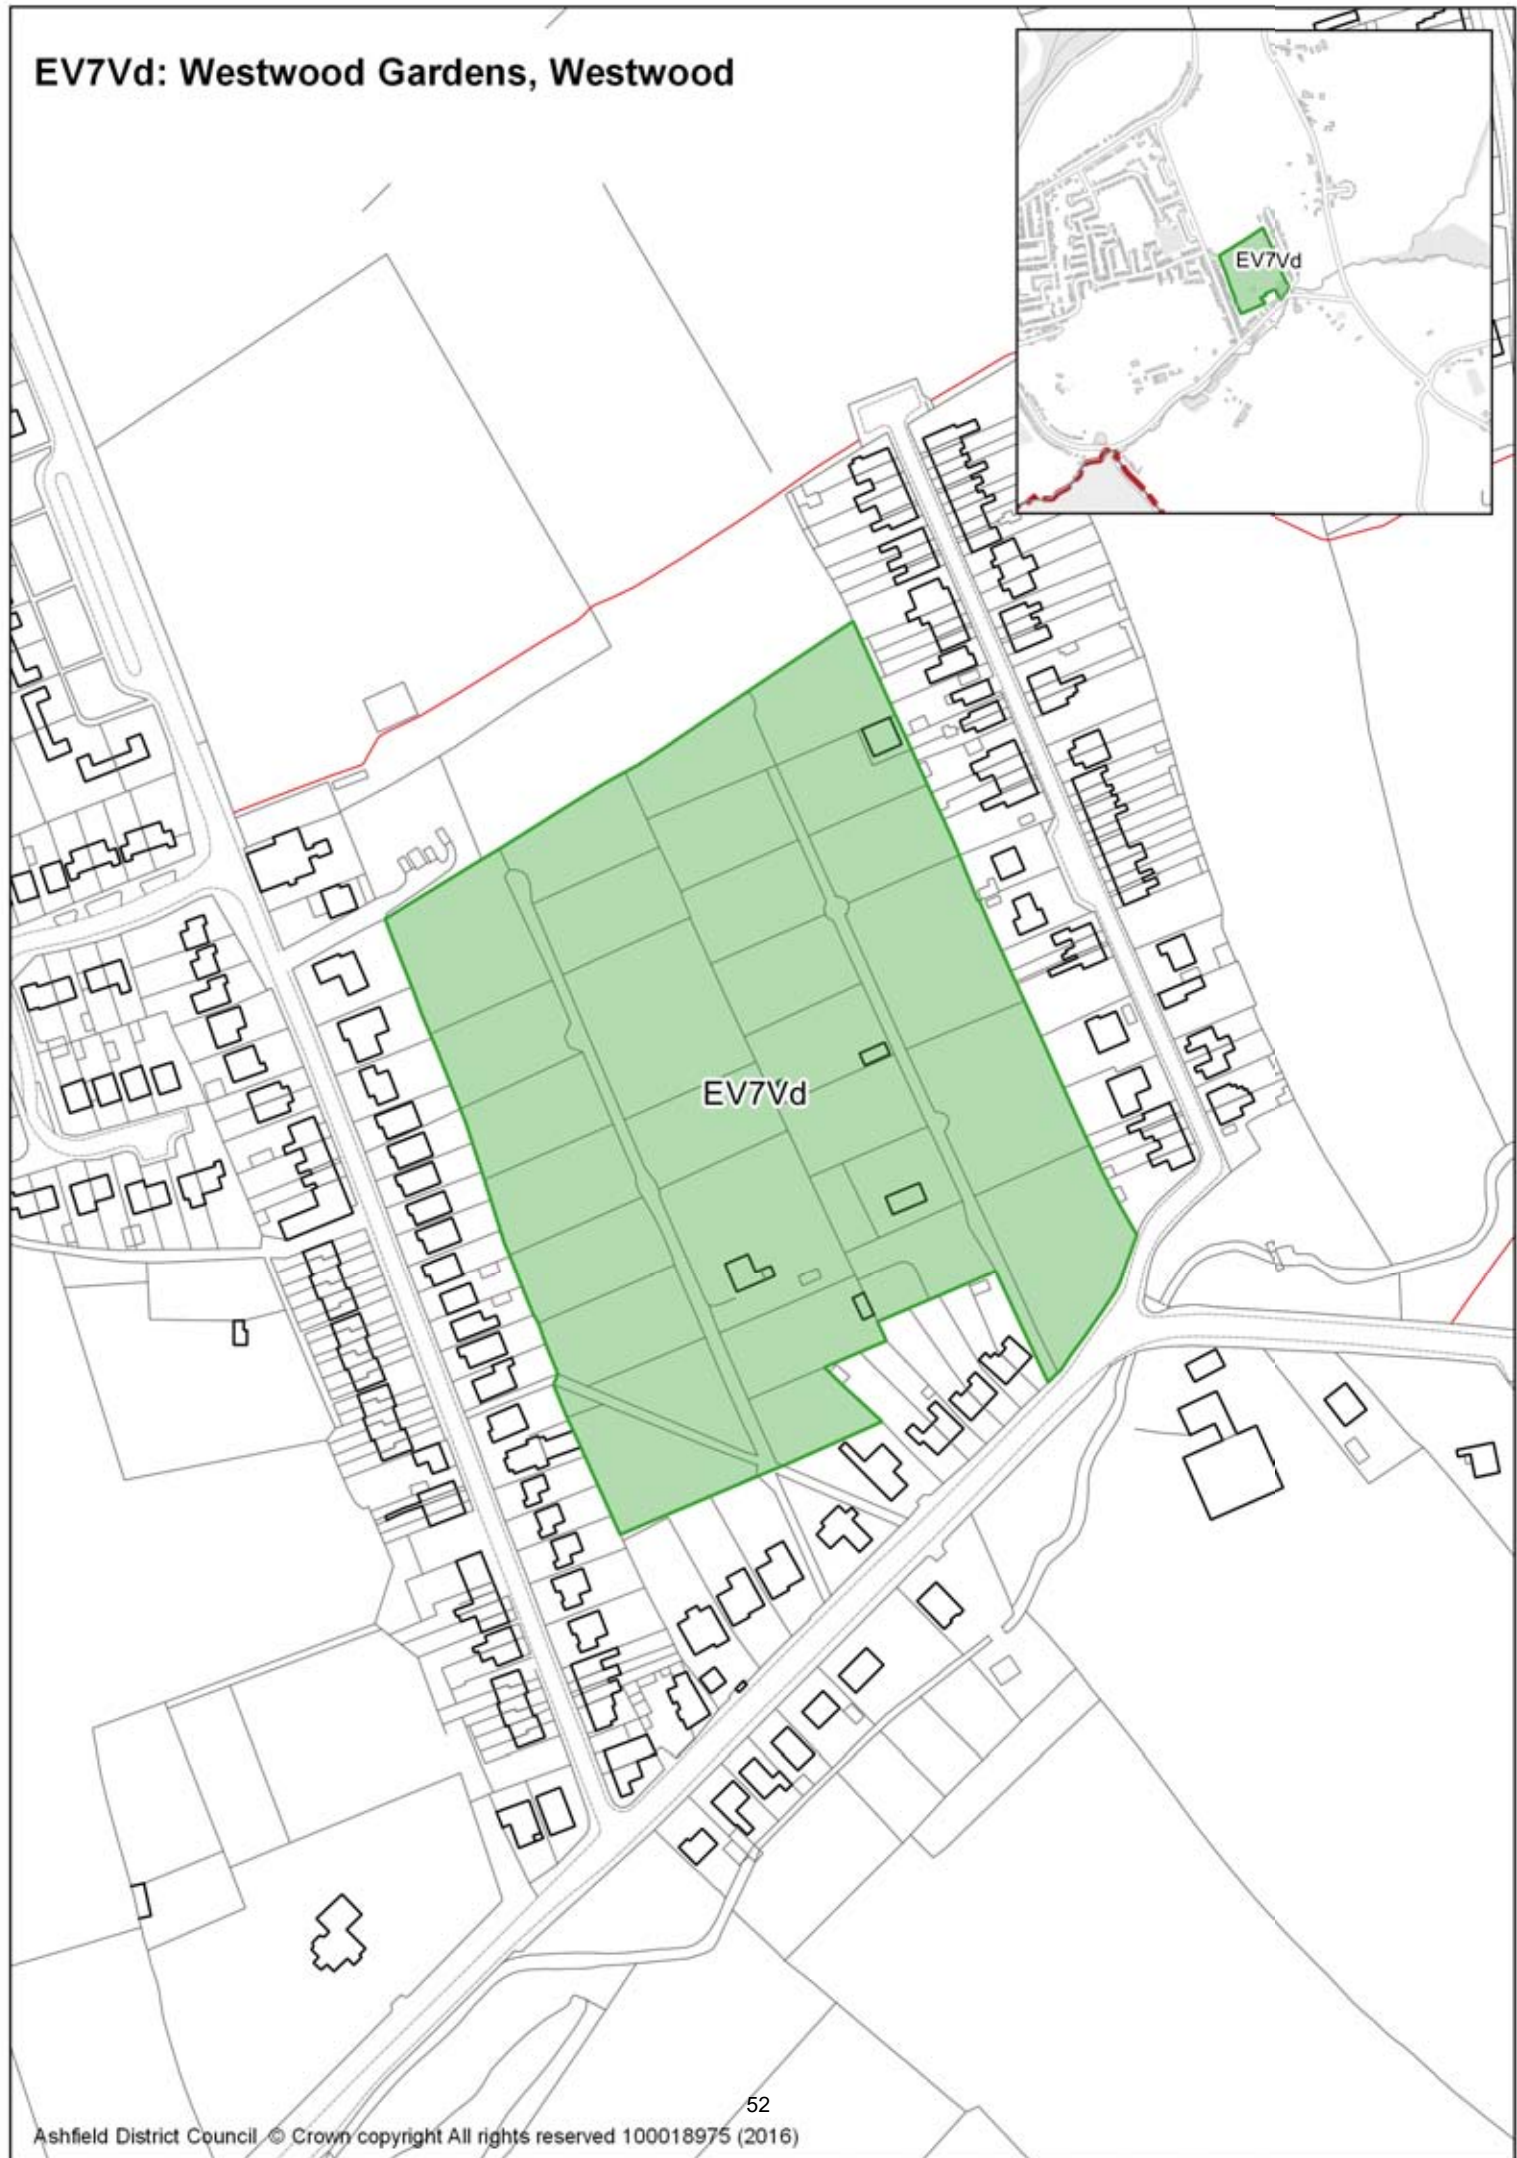 EV7Vd: Westwood Gardens, Westwood
EV7Vd
EV7Vd
52
Ashfield District Council © Crown copyright All rights reserved 100018975 (2016)